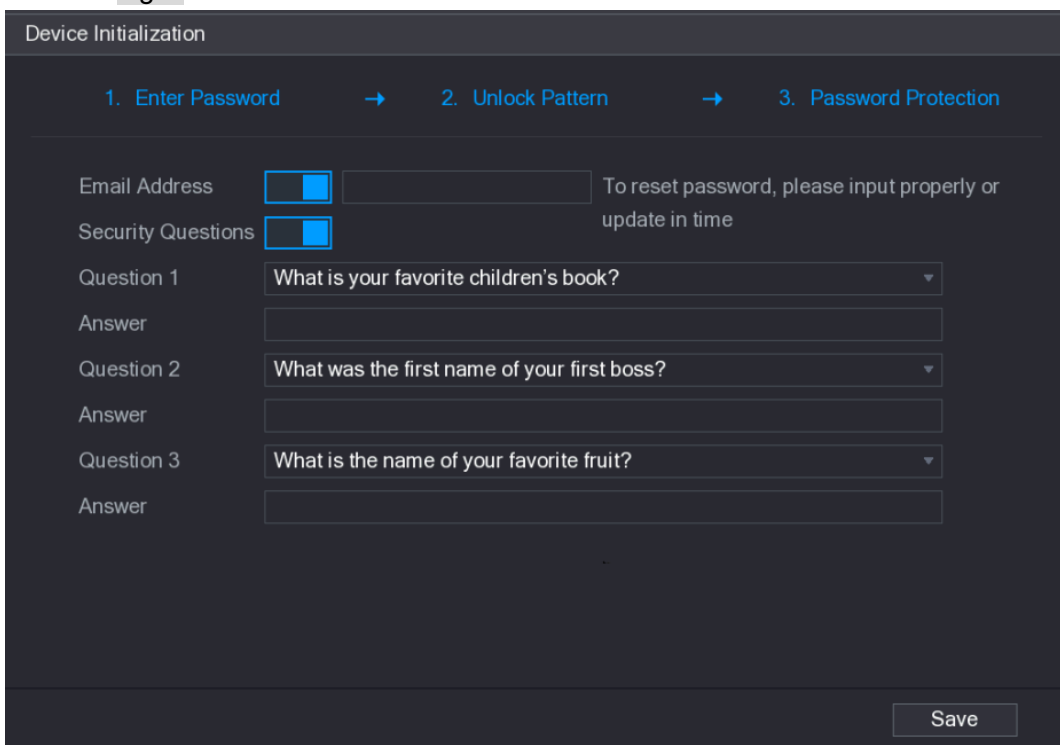 Device Initialization
1. Enter Password → 2. Unlock Pattern → 3. Password Protection
Email Address To reset password, please input properly or
update in time
Security Questions
Question 1 What is your favorite children's book?
Answer
Question 2 What was the first name of your first boss?
Answer
Question 3 What is the name of your favorite fruit?
Answer
Save